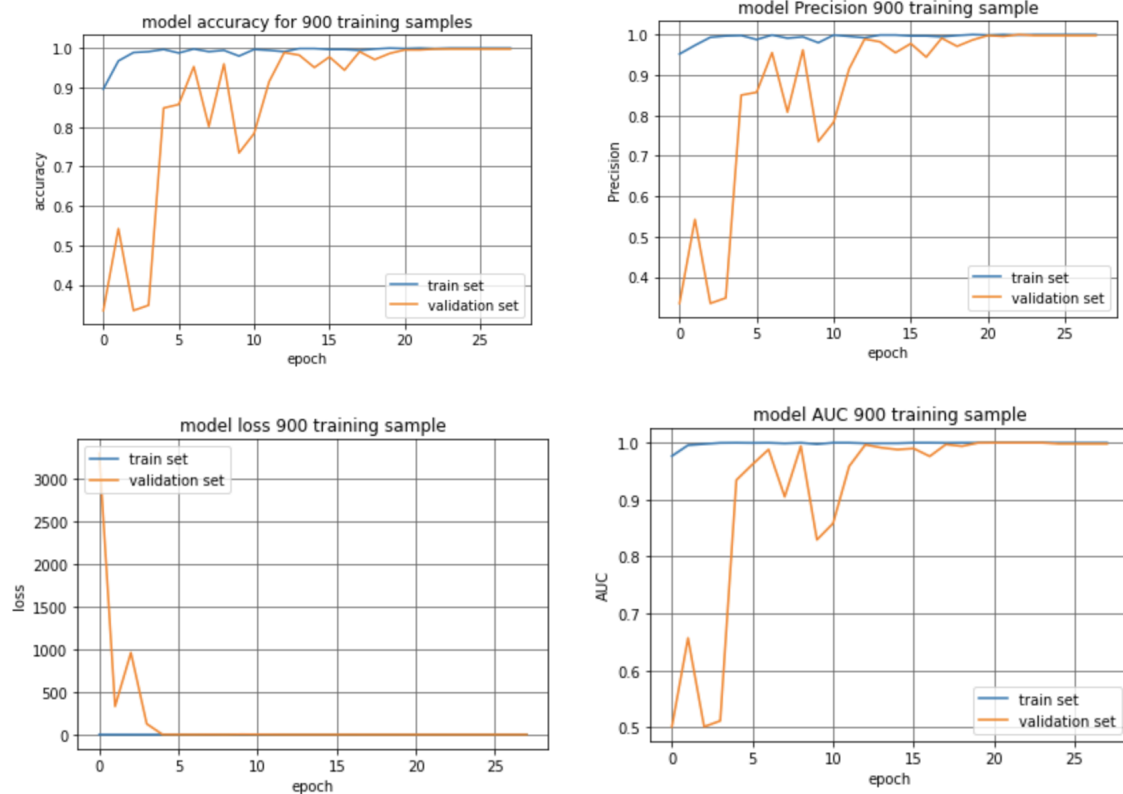 model accuracy for 900 training samples
1.0
0.9
0.8
0.7
0.6
0.5
0.4
accuracy
train set
validation set
0 5 10 15 20 25
epoch
model Precision 900 training sample
1.0
0.9
0.8
0.7
0.6
0.5
0.4
Precision
train set
validation set
0 5 10 15 20 25
epoch
model loss 900 training sample
train set
validation set
3000
2500
2000
1500
1000
500
0
loss
0 5 10 15 20 25
epoch
model AUC 900 training sample
1.0
0.9
0.8
0.7
0.6
0.5
AUC
train set
validation set
0 5 10 15 20 25
epoch